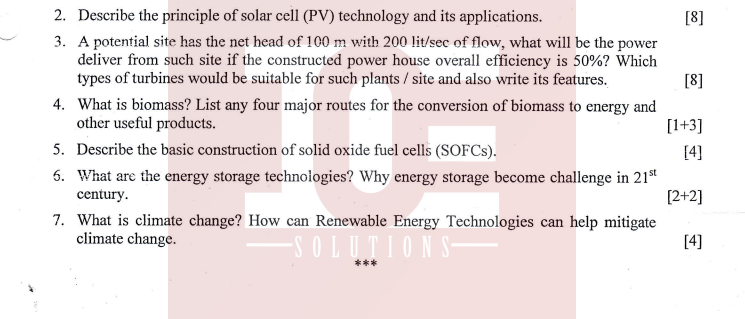 2. Describe the principle of solar cell (PV) technology and its applications. [8]
3. A potential site has the net head of 100 m with 200 lit/sec of flow, what will be the power
deliver from such site if the constructed power house overall efficiency is 50%? Which
types of turbines would be suitable for such plants / site and also write its features. [8]
4. What is biomass? List any four major routes for the conversion of biomass to energy and
other useful products. [1+3]
5. Describe the basic construction of solid oxide fuel cells (SOFCs). [4]
6. What are the energy storage technologies? Why energy storage become challenge in 21st
century. [2+2]
7. What is climate change? How can Renewable Energy Technologies can help mitigate
climate change. [4]
IOE
SOLUTIONS
***